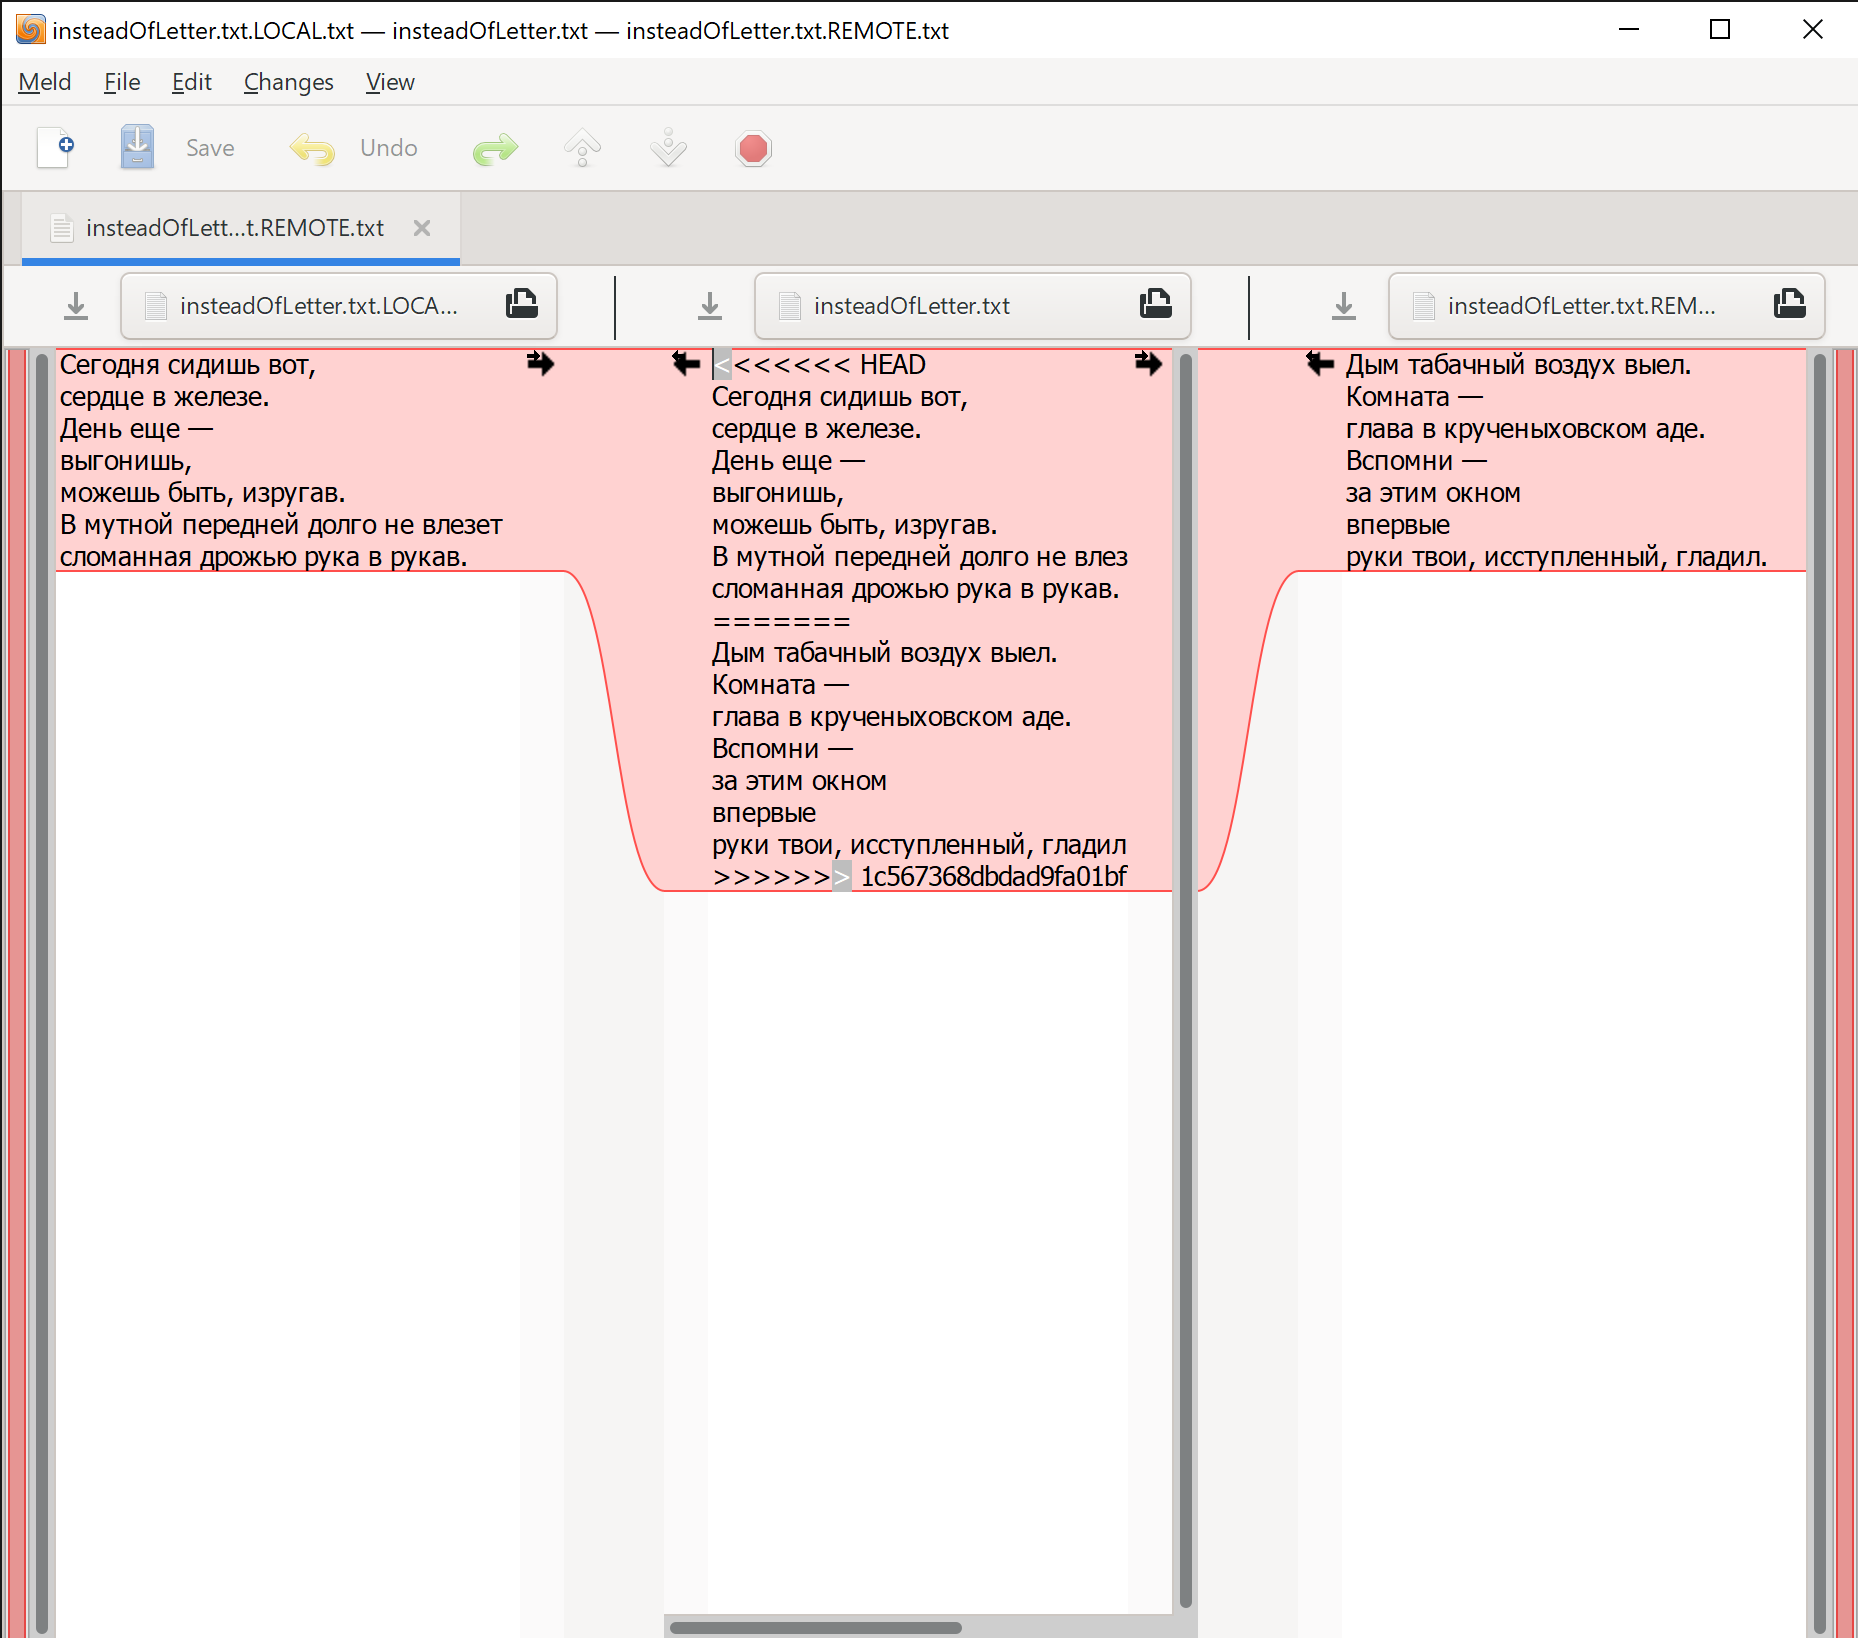 insteadOfLetter.txt.LOCAL.txt — insteadOfLetter.txt — insteadOfLetter.txt.REMOTE.txt
Meld File Edit Changes View
Save Undo
insteadOfLett...t.REMOTE.txt
insteadOfLetter.txt.LOCA...
insteadOfLetter.txt
insteadOfLetter.txt.REM...
Сегодня сидишь вот,
сердце в железе.
День еще —
выгонишь,
можешь быть, изругав.
В мутной передней долго не влезет
сломанная дрожью рука в рукав.
<<<<<<< HEAD
Сегодня сидишь вот,
сердце в железе.
День еще —
выгонишь,
можешь быть, изругав.
В мутной передней долго не влез
сломанная дрожью рука в рукав.
=======
Дым табачный воздух выел.
Комната —
глава в крученыховском аде.
Вспомни —
за этим окном
впервые
руки твои, исступленный, гладил
>>>>>>> 1c567368dbdad9fa01bf
Дым табачный воздух выел.
Комната —
глава в крученыховском аде.
Вспомни —
за этим окном
впервые
руки твои, исступленный, гладил.